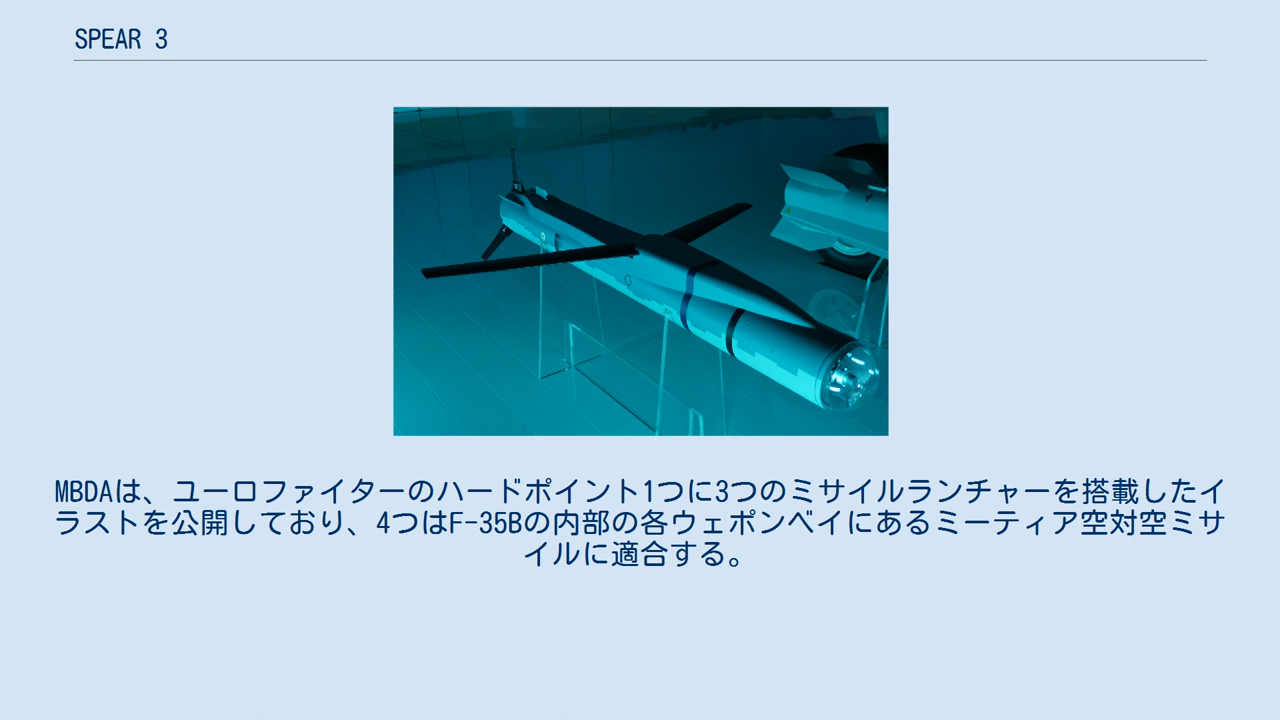 SPEAR 3
MBDAは、ユーロファイターのハードポイント1つに3つのミサイルランチャーを搭載したイ
ラストを公開しており、4つはF-35Bの内部の各ウェポンベイにあるミーティア空対空ミサ
イルに適合する。